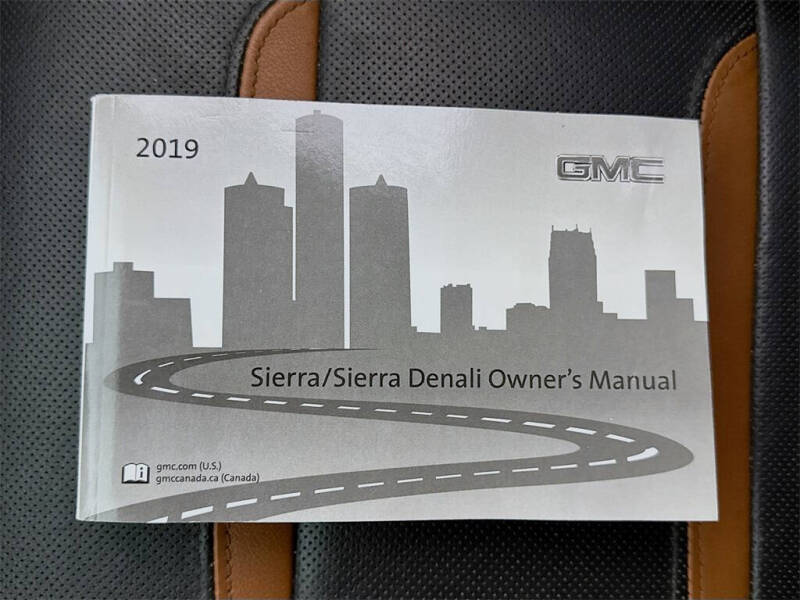 2019
GMC
Sierra/Sierra Denali Owner's Manual
gmc.com (U.S.)
gmccanada.ca (Canada)